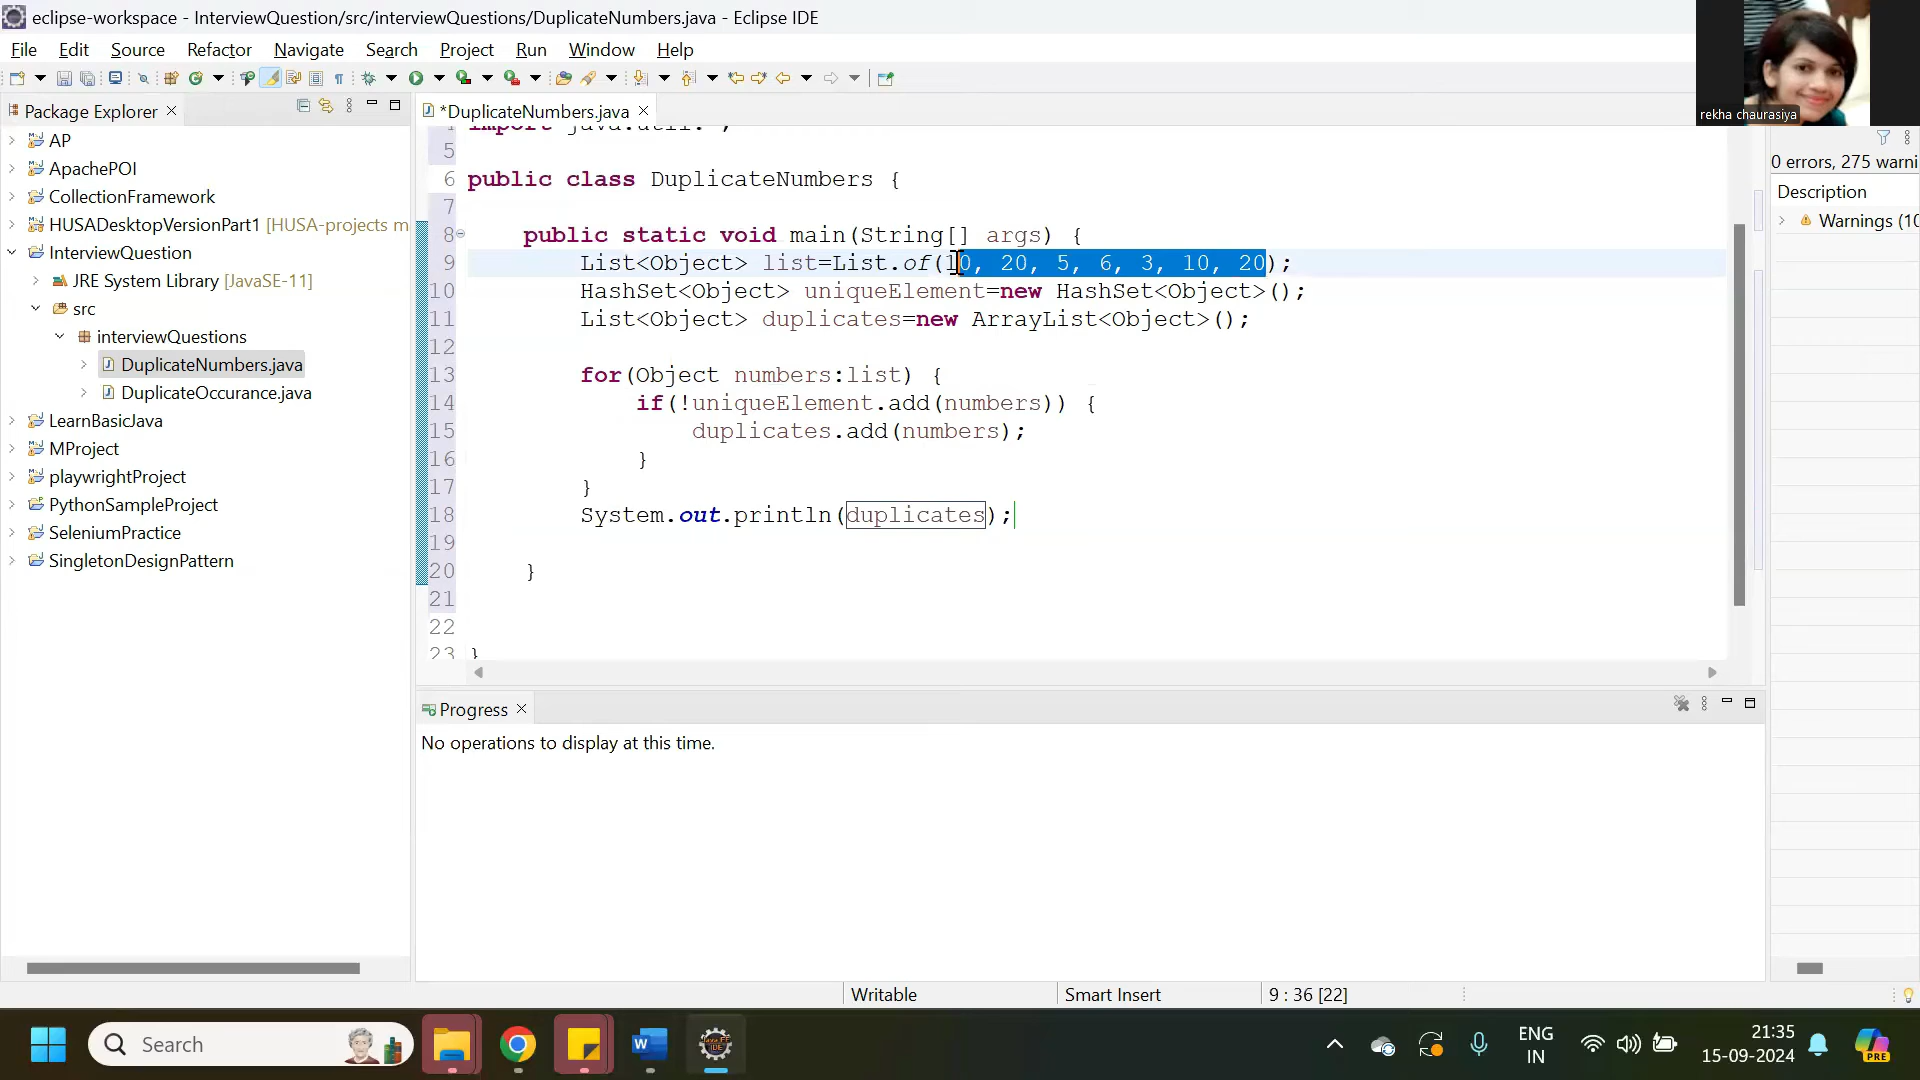 eclipse-workspace - InterviewQuestion/src/interviewQuestions/DuplicateNumbers.java - Eclipse IDE
File Edit Source Refactor Navigate Search Project Run Window Help
rekha chaurasiya
Package Explorer
*DuplicateNumbers.java
AP
ApachePOI
CollectionFramework
HUSADesktopVersionPart1 [HUSA-projects m
InterviewQuestion
JRE System Library [JavaSE-11]
src
interviewQuestions
DuplicateNumbers.java
DuplicateOccurance.java
LearnBasicJava
MProject
playwrightProject
PythonSampleProject
SeleniumPractice
SingletonDesignPattern
4 import java.util.*;
5
6 public class DuplicateNumbers {
7
8 public static void main(String[] args) {
9 List<Object> list=List.of(10, 20, 5, 6, 3, 10, 20);
10 HashSet<Object> uniqueElement=new HashSet<Object>();
11 List<Object> duplicates=new ArrayList<Object>();
12
13 for(Object numbers:list) {
14 if(!uniqueElement.add(numbers)) {
15 duplicates.add(numbers);
16 }
17 }
18 System.out.println(duplicates);
19
20 }
21
22
23 }
0 errors, 275 warni
Description
Warnings (10
Progress
No operations to display at this time.
Writable Smart Insert 9 : 36 [22]
Search
ENG
IN
21:35
15-09-2024
PRE